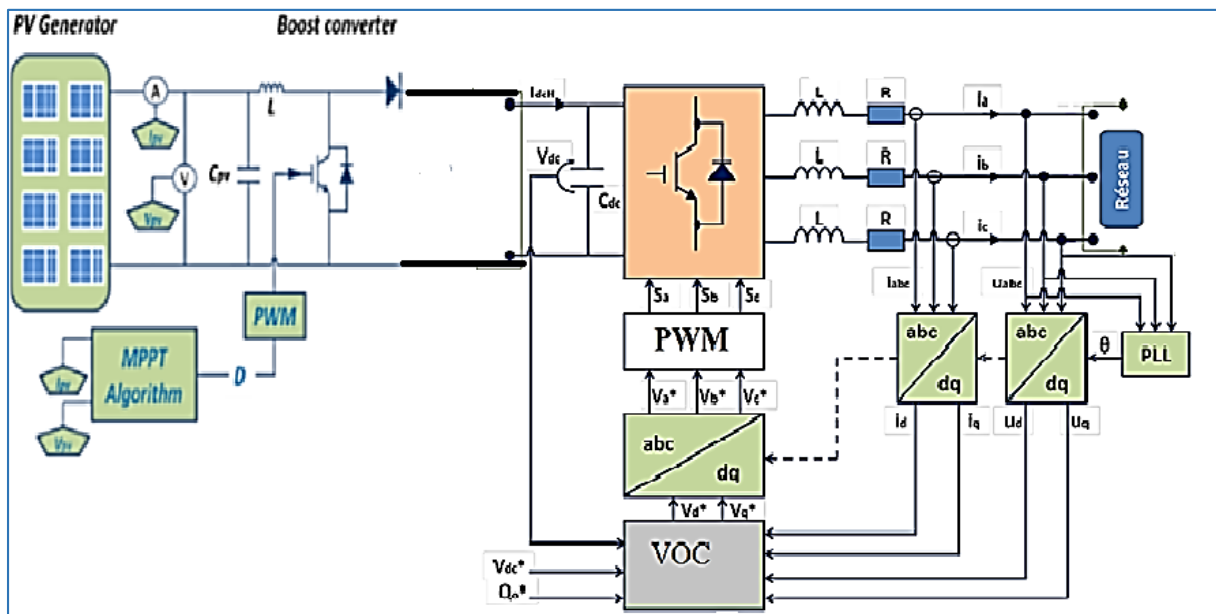 PV Generator
Boost converter
A
Ipv
V
Vpv
Cpv
L
PWM
MPPT
Algorithm
D
Ipv
Vpv
IdcH
Vdc
Cdc
L
R
ia
L
R
ib
L
R
ic
Réseau
Sa
Sb
Sc
PWM
Va*
Vb*
Vc*
abc
dq
Vd*
Vq*
VOC
Vdc*
Iabc
Uabc
abc
dq
abc
dq
θ
PLL
id
iq
Ud
Uq